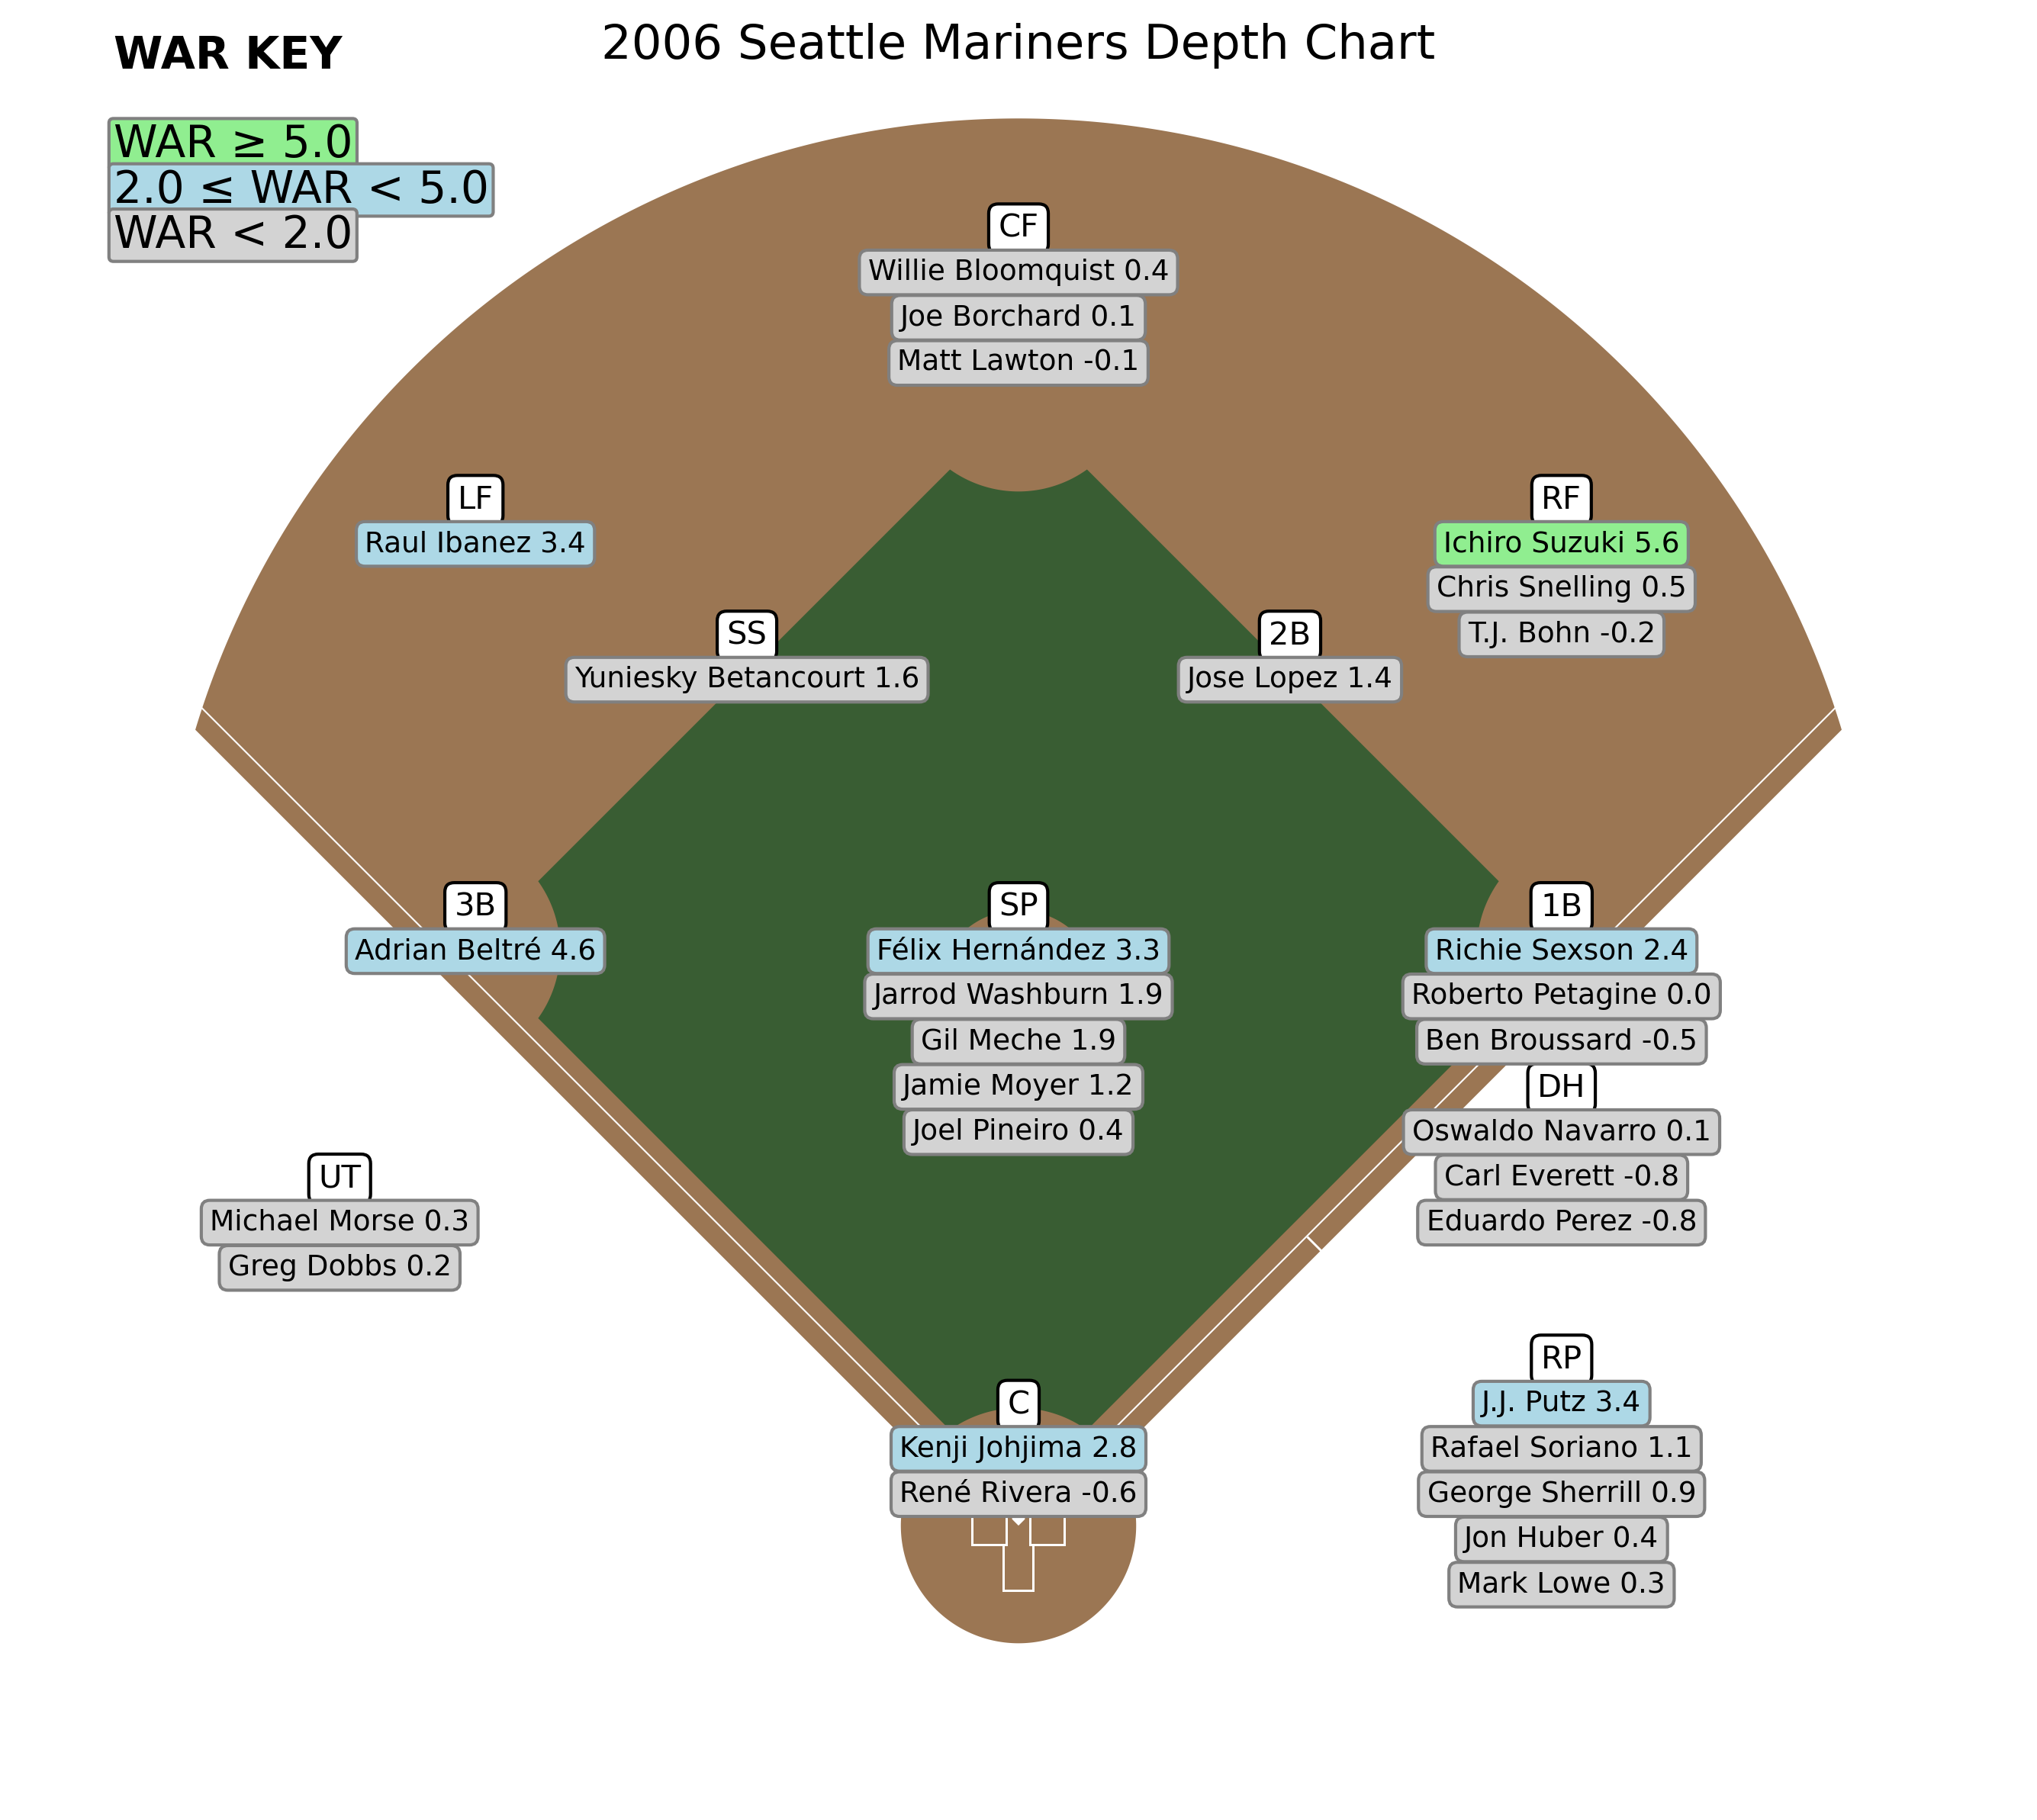 2006 Seattle Mariners Depth Chart
WAR KEY
WAR ≥ 5.0
2.0 ≤ WAR < 5.0
WAR < 2.0
CF
Willie Bloomquist 0.4
Joe Borchard 0.1
Matt Lawton -0.1
LF
Raul Ibanez 3.4
RF
Ichiro Suzuki 5.6
Chris Snelling 0.5
T.J. Bohn -0.2
SS
Yuniesky Betancourt 1.6
2B
Jose Lopez 1.4
3B
Adrian Beltré 4.6
SP
Félix Hernández 3.3
Jarrod Washburn 1.9
Gil Meche 1.9
Jamie Moyer 1.2
Joel Pineiro 0.4
1B
Richie Sexson 2.4
Roberto Petagine 0.0
Ben Broussard -0.5
DH
Oswaldo Navarro 0.1
Carl Everett -0.8
Eduardo Perez -0.8
UT
Michael Morse 0.3
Greg Dobbs 0.2
C
Kenji Johjima 2.8
René Rivera -0.6
RP
J.J. Putz 3.4
Rafael Soriano 1.1
George Sherrill 0.9
Jon Huber 0.4
Mark Lowe 0.3